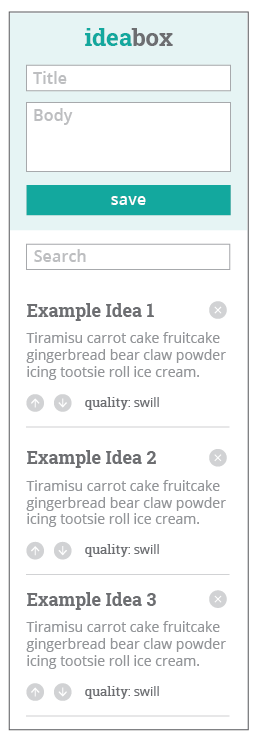 ideabox
Title
Body
save
Search
Example Idea 1
Tiramisu carrot cake fruitcake
gingerbread bear claw powder
icing tootsie roll ice cream.
quality: swill
Example Idea 2
Tiramisu carrot cake fruitcake
gingerbread bear claw powder
icing tootsie roll ice cream.
quality: swill
Example Idea 3
Tiramisu carrot cake fruitcake
gingerbread bear claw powder
icing tootsie roll ice cream.
quality: swill